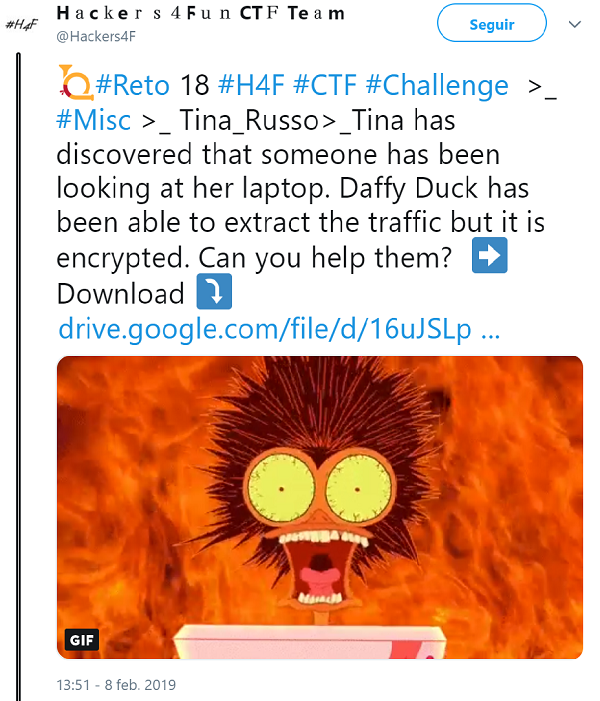 #H4F
H a c k e r s 4 F u n CTF Team
@Hackers4F
Seguir
#Reto 18 #H4F #CTF #Challenge >_
#Misc >_ Tina_Russo>_Tina has
discovered that someone has been
looking at her laptop. Daffy Duck has
been able to extract the traffic but it is
encrypted. Can you help them? ➡
Download ⤵
drive.google.com/file/d/16uJSLp ...
GIF
13:51 - 8 feb. 2019